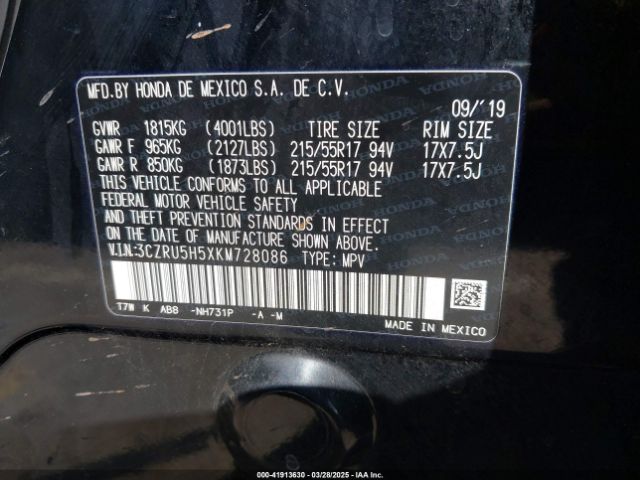 MFD.BY HONDA DE MEXICO S.A. DE C.V.
09/'19
GVWR 1815KG (4001LBS) TIRE SIZE RIM SIZE
GAWR F 965KG (2127LBS) 215/55R17 94V 17X7.5J
GAWR R 850KG (1873LBS) 215/55R17 94V 17X7.5J
THIS VEHICLE CONFORMS TO ALL APPLICABLE
FEDERAL MOTOR VEHICLE SAFETY
AND THEFT PREVENTION STANDARDS IN EFFECT
ON THE DATE OF MANUFACTURE SHOWN ABOVE.
V.I.N:3CZRU5H5XKM728086 TYPE: MPV
T7W K AB8 -NH731P -A -M
MADE IN MEXICO
000-41913630 - 03/28/2025 - IAAI.COM